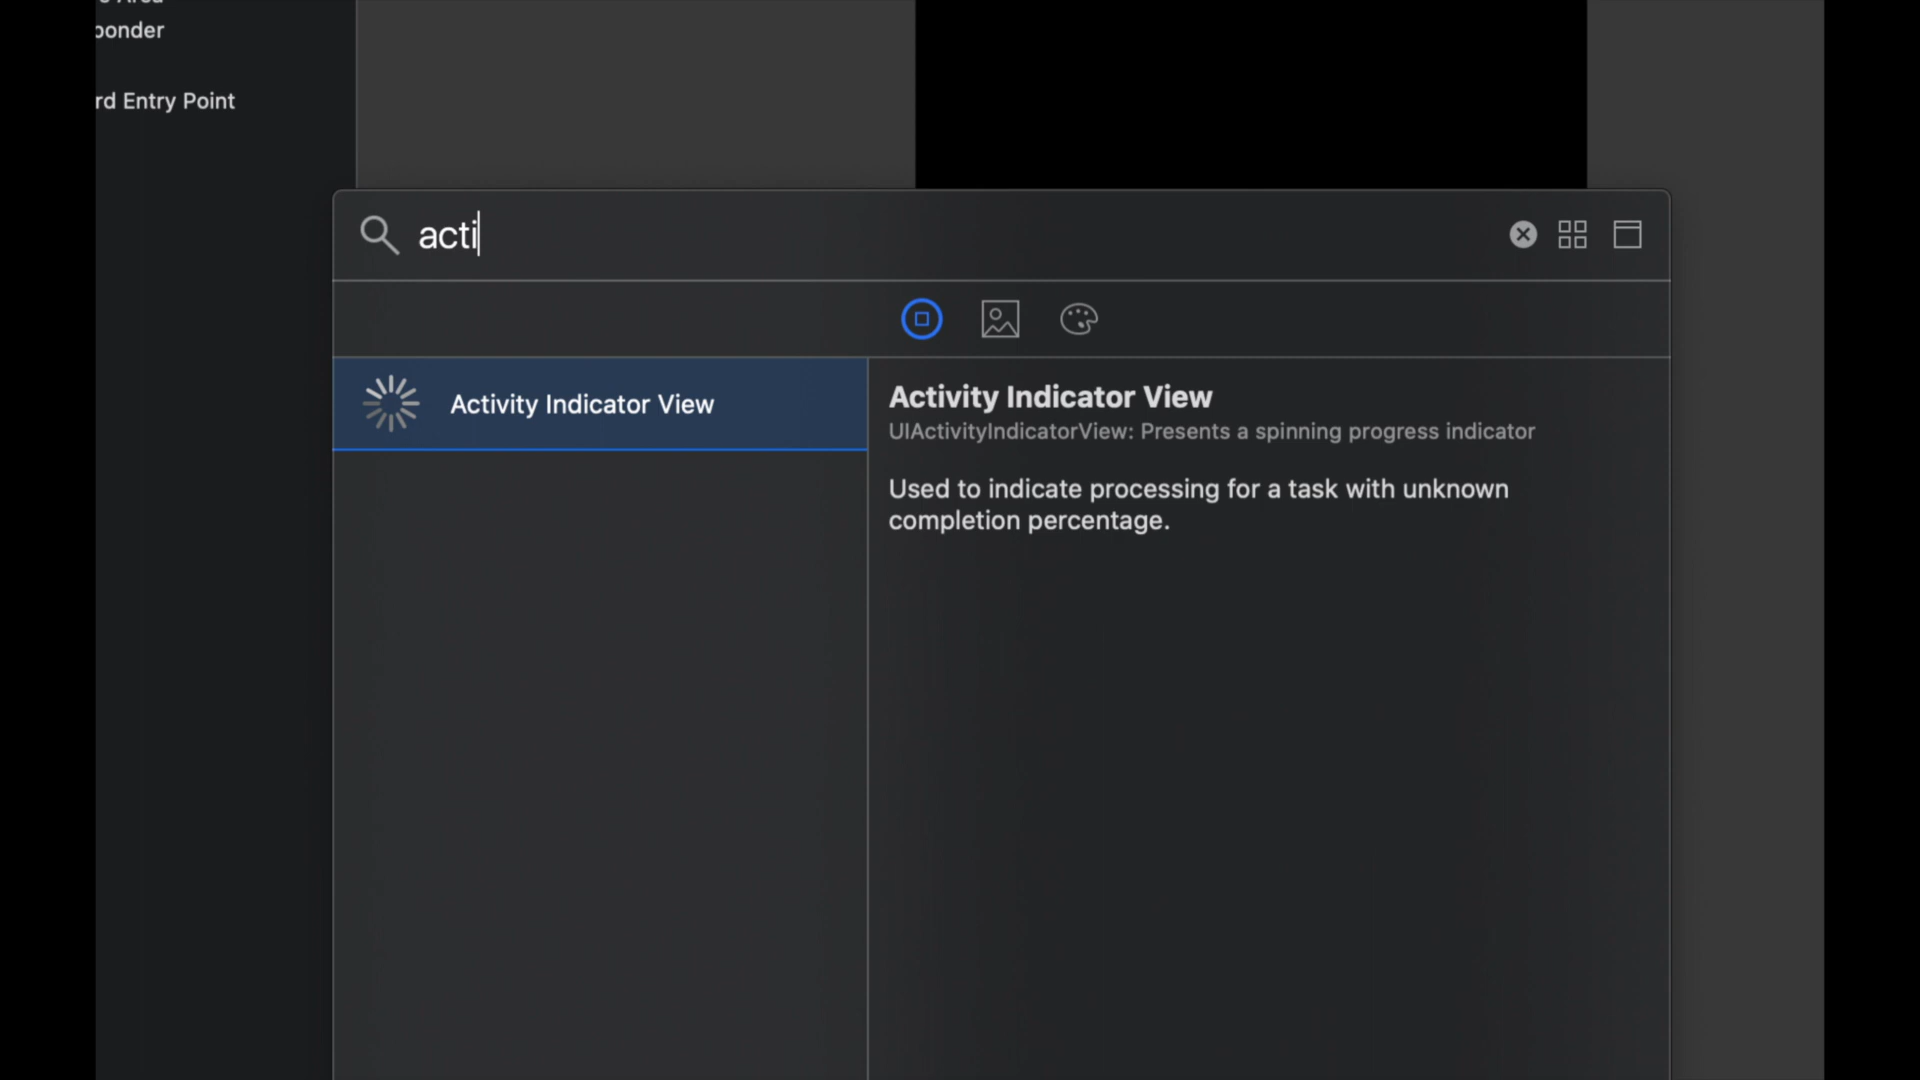 ponder
rd Entry Point
acti
Activity Indicator View
Activity Indicator View
UIActivityIndicatorView: Presents a spinning progress indicator
Used to indicate processing for a task with unknown
completion percentage.